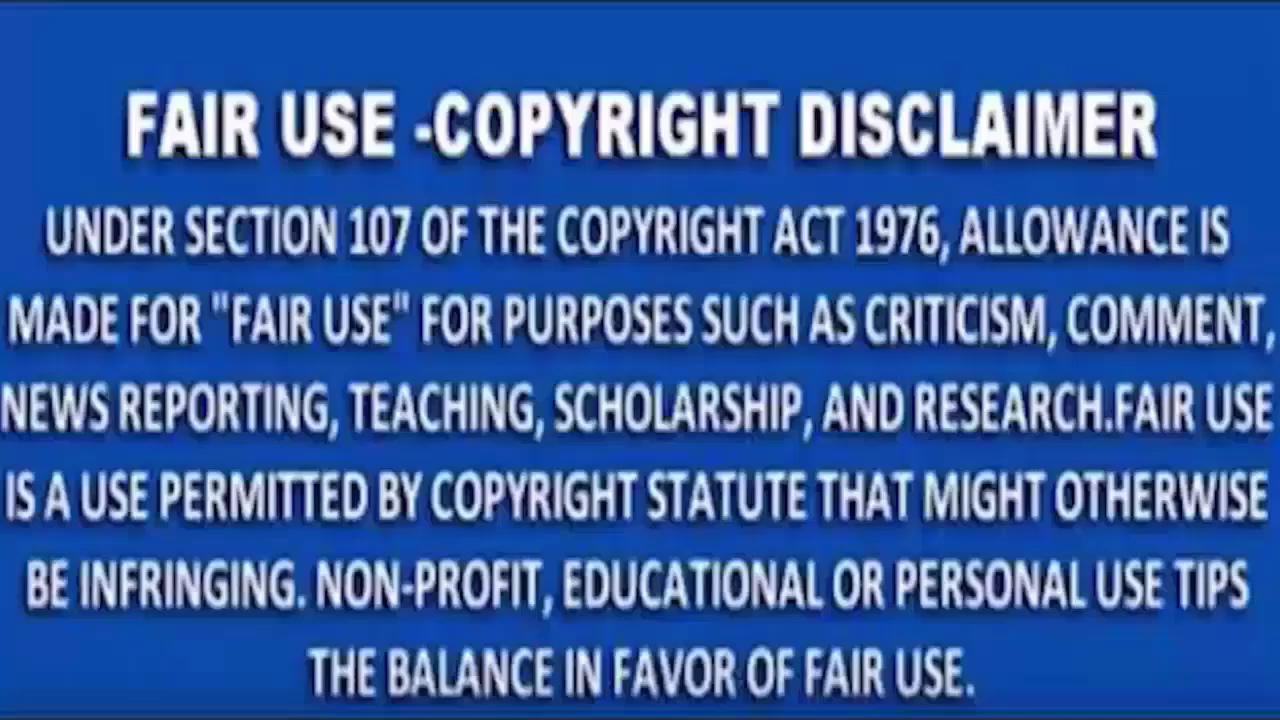 FAIR USE -COPYRIGHT DISCLAIMER
UNDER SECTION 107 OF THE COPYRIGHT ACT 1976, ALLOWANCE IS
MADE FOR "FAIR USE" FOR PURPOSES SUCH AS CRITICISM, COMMENT,
NEWS REPORTING, TEACHING, SCHOLARSHIP, AND RESEARCH.FAIR USE
IS A USE PERMITTED BY COPYRIGHT STATUTE THAT MIGHT OTHERWISE
BE INFRINGING. NON-PROFIT, EDUCATIONAL OR PERSONAL USE TIPS
THE BALANCE IN FAVOR OF FAIR USE.